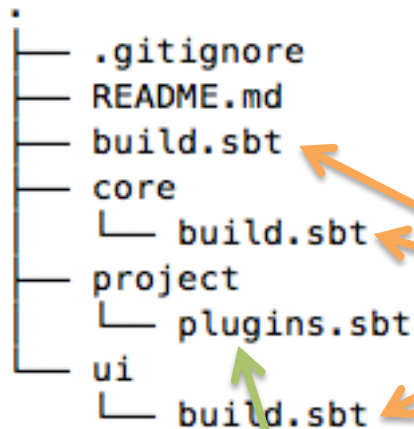 .
.gitignore
README.md
build.sbt
core
build.sbt
project
plugins.sbt
ui
build.sbt